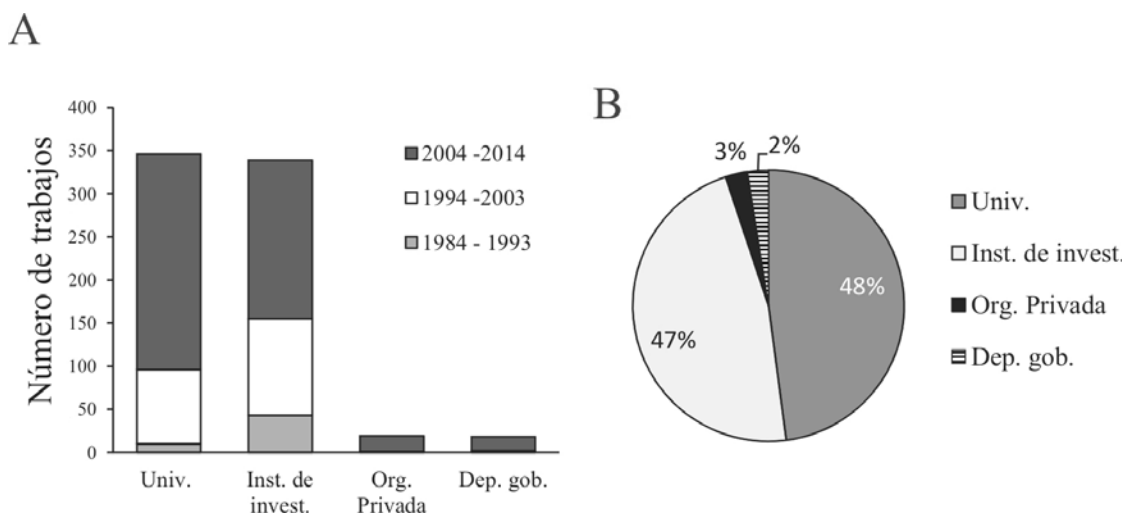 A
Número de trabajos
400
350
300
250
200
150
100
50
0
2004 -2014
1994 -2003
1984 - 1993
Univ.
Inst. de
invest.
Org.
Privada
Dep. gob.
B
3%
2%
48%
47%
Univ.
Inst. de invest.
Org. Privada
Dep. gob.